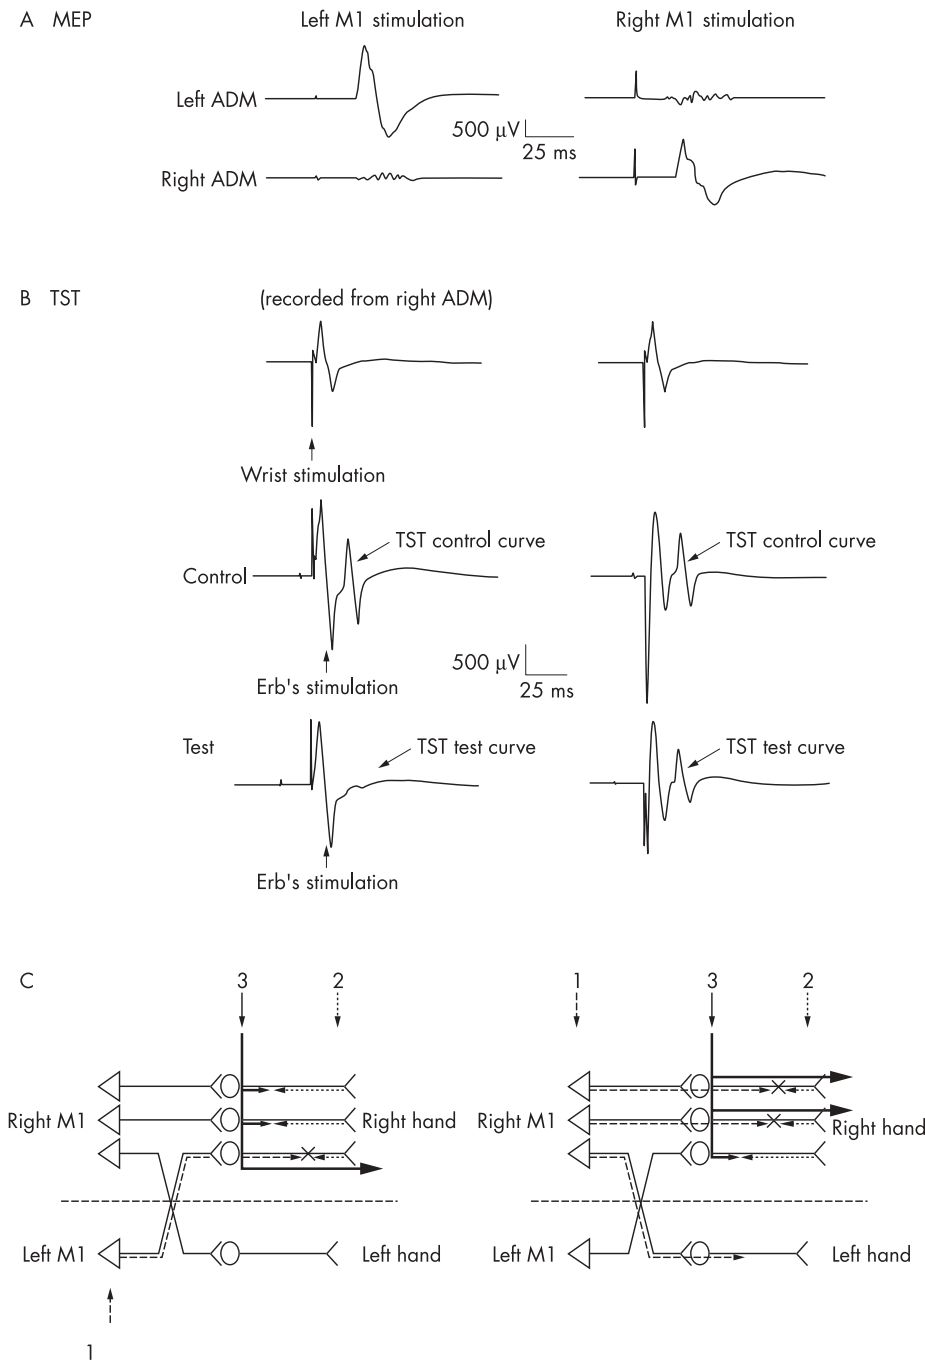 A MEP
Left M1 stimulation
Right M1 stimulation
Left ADM
500 µV
25 ms
Right ADM
B TST
(recorded from right ADM)
Wrist stimulation
TST control curve
TST control curve
Control
500 µV
25 ms
Erb's stimulation
Test
TST test curve
TST test curve
Erb's stimulation
C
3
2
1
3
2
Right M1
Right hand
Right M1
Right hand
Left M1
Left hand
Left M1
Left hand
1